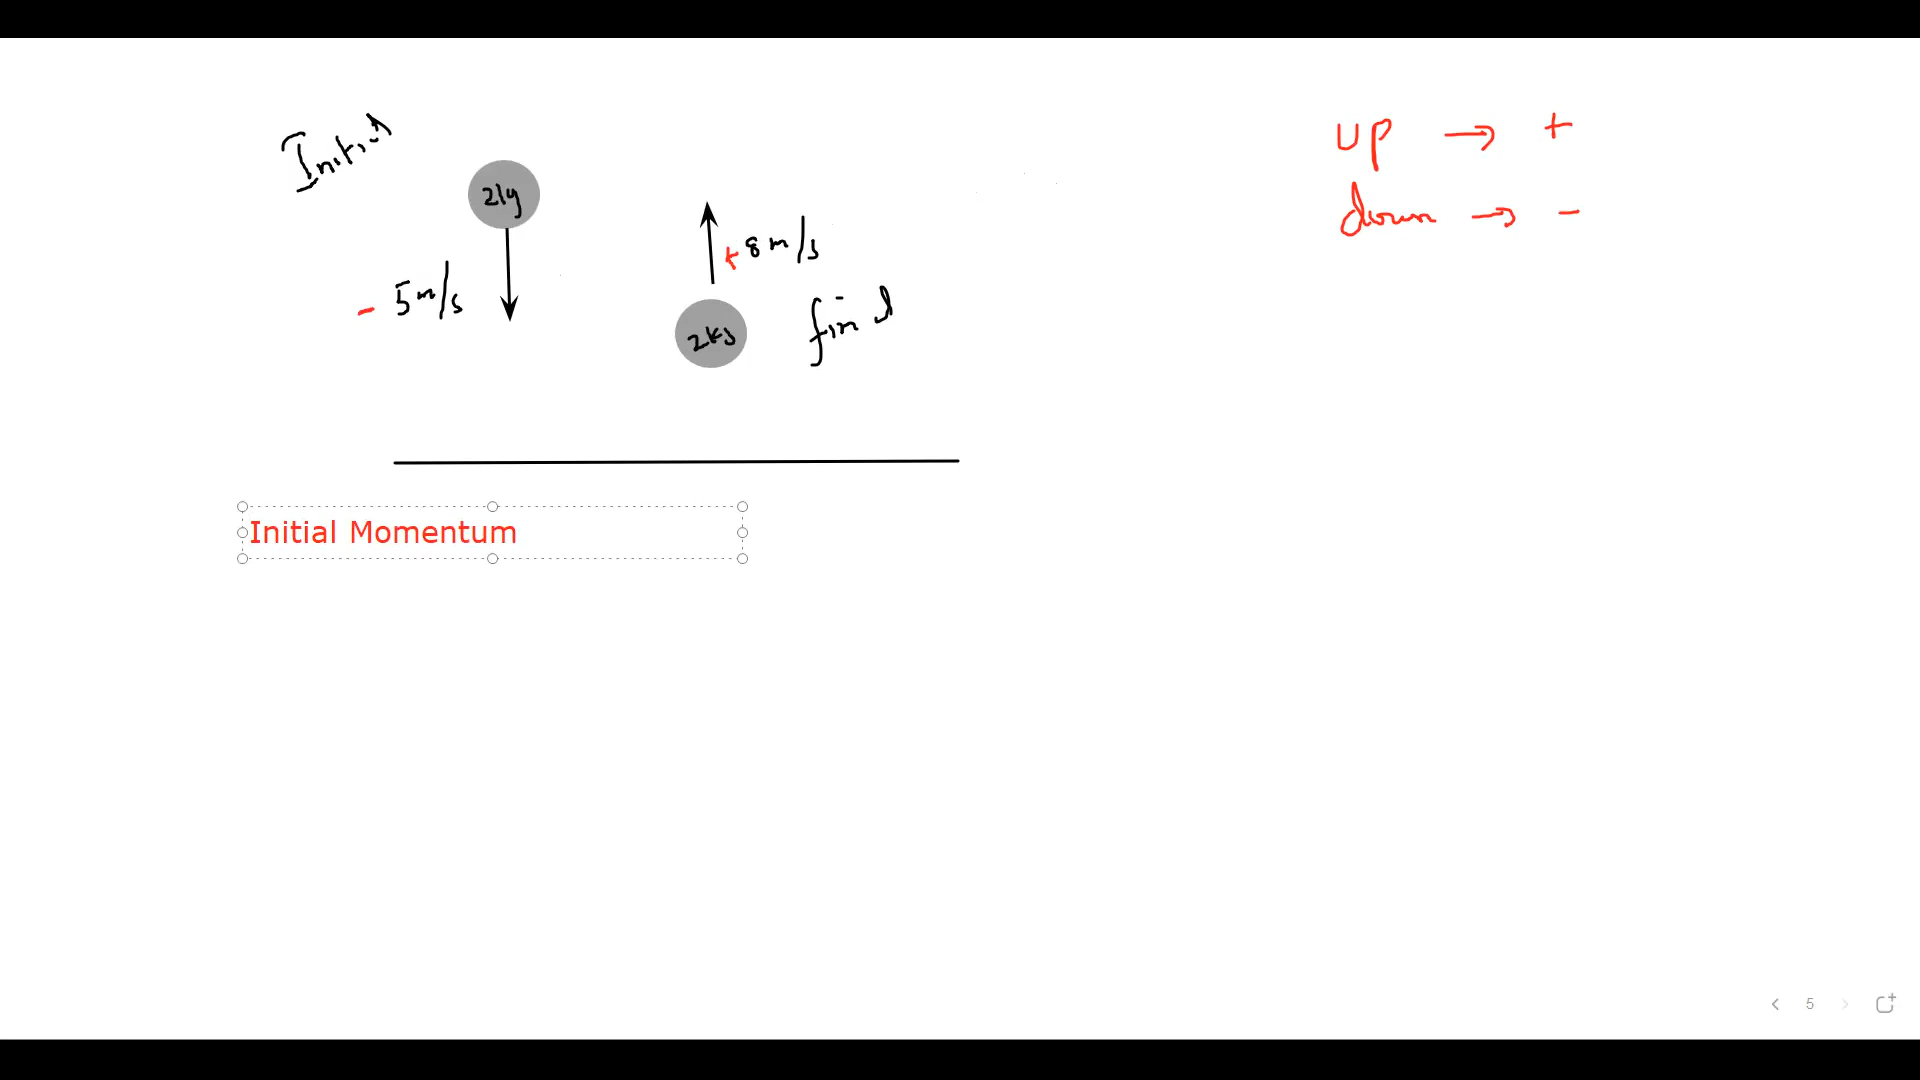 Initial
2kg
- 5m/s
+8m/s
2kg
final
up → +
down → -
Initial Momentum
5